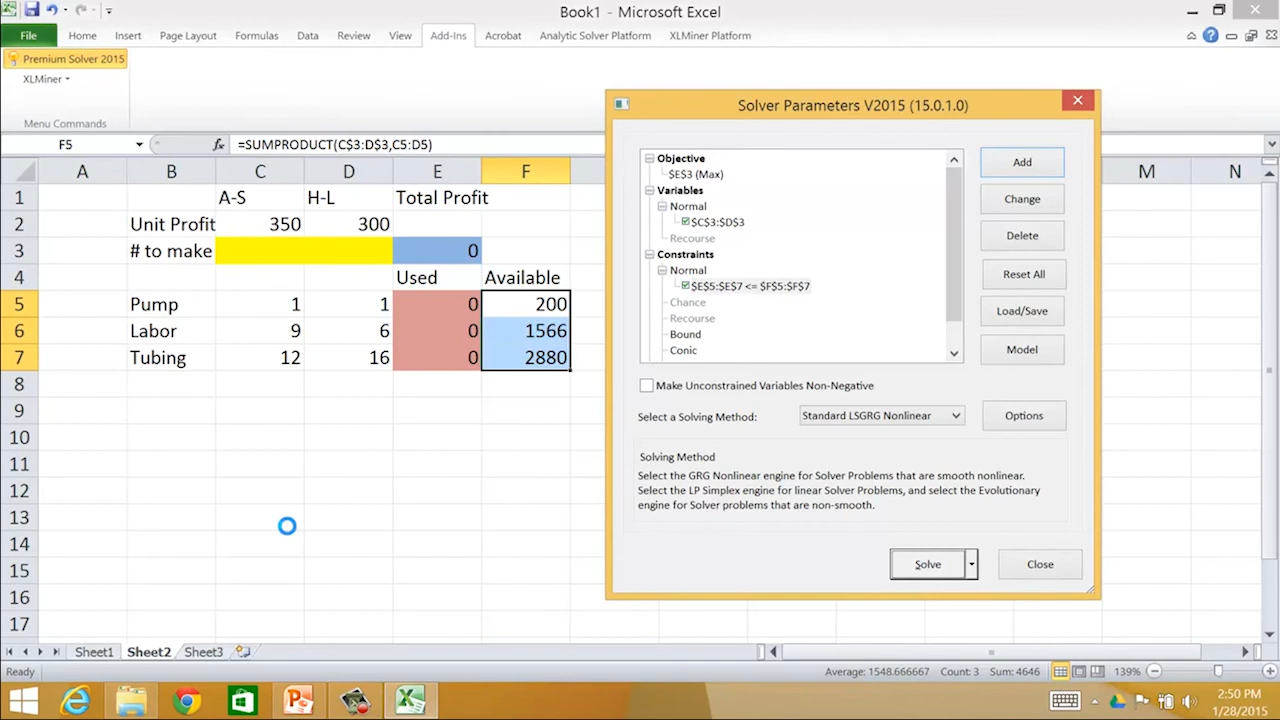 Book1 - Microsoft Excel
File Home Insert Page Layout Formulas Data Review View Add-Ins Acrobat Analytic Solver Platform XLMiner Platform
Premium Solver 2015
XLMiner
Menu Commands
F5 fx =SUMPRODUCT(C$3:D$3,C5:D5)
A B C D E F M N
1 A-S H-L Total Profit
2 Unit Profit 350 300
3 # to make 0
4 Used Available
5 Pump 1 1 0 200
6 Labor 9 6 0 1566
7 Tubing 12 16 0 2880
8
9
10
11
12
13
14
15
16
17
Solver Parameters V2015 (15.0.1.0)
Objective
$E$3 (Max)
Variables
Normal
$C$3:$D$3
Recourse
Constraints
Normal
$E$5:$E$7 <= $F$5:$F$7
Chance
Recourse
Bound
Conic
Add
Change
Delete
Reset All
Load/Save
Model
Make Unconstrained Variables Non-Negative
Select a Solving Method: Standard LSGRG Nonlinear Options
Solving Method
Select the GRG Nonlinear engine for Solver Problems that are smooth nonlinear.
Select the LP Simplex engine for linear Solver Problems, and select the Evolutionary
engine for Solver problems that are non-smooth.
Solve Close
Sheet1 Sheet2 Sheet3
Ready Average: 1548.666667 Count: 3 Sum: 4646 139%
2:50 PM
1/28/2015